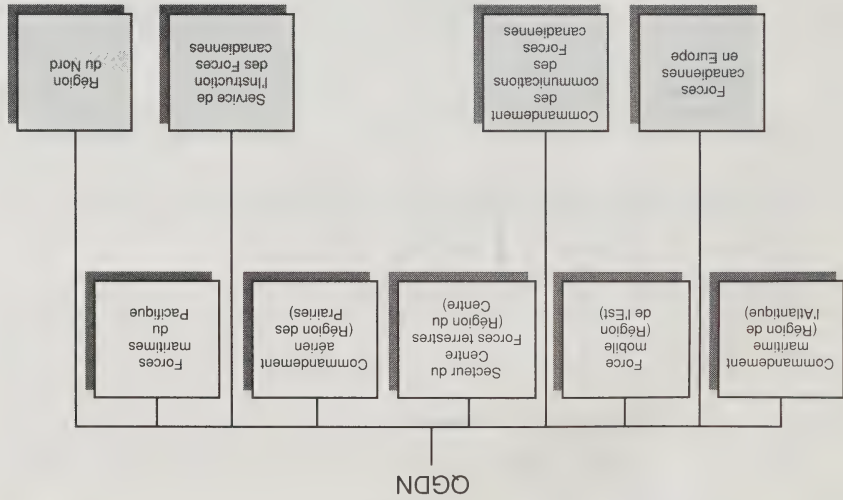 QGDN
Commandement
maritime
(Région de
l'Atlantique)
Force
mobile
(Région
de l'Est)
Secteur du
Centre
Forces terrestres
(Région du
Centre)
Commandement
aérien
(Région des
Prairies)
Forces
maritimes
du
Pacifique
Forces
canadiennes
en Europe
Commandement
des
communications
des
Forces
canadiennes
Service de
l'Instruction
des Forces
canadiennes
Région
du Nord